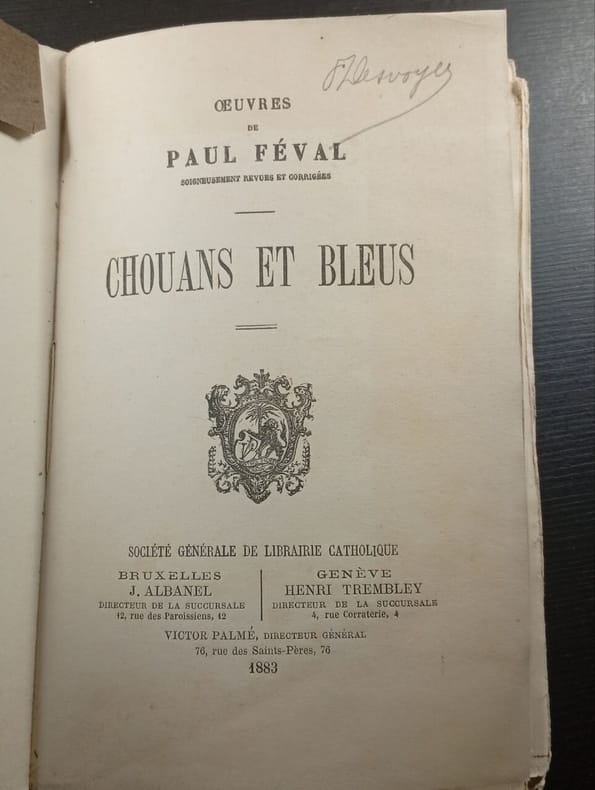 Desvoyes
ŒUVRES
DE
PAUL FÉVAL
SOIGNEUSEMENT REVUES ET CORRIGÉES
CHOUANS ET BLEUS
SOCIÉTÉ GÉNÉRALE DE LIBRAIRIE CATHOLIQUE
BRUXELLES
J. ALBANEL
DIRECTEUR DE LA SUCCURSALE
12, rue des Paroissiens, 12
GENÈVE
HENRI TREMBLEY
DIRECTEUR DE LA SUCCURSALE
4, rue Corraterie, 4
VICTOR PALMÉ, DIRECTEUR GÉNÉRAL
76, rue des Saints-Pères, 76
1883